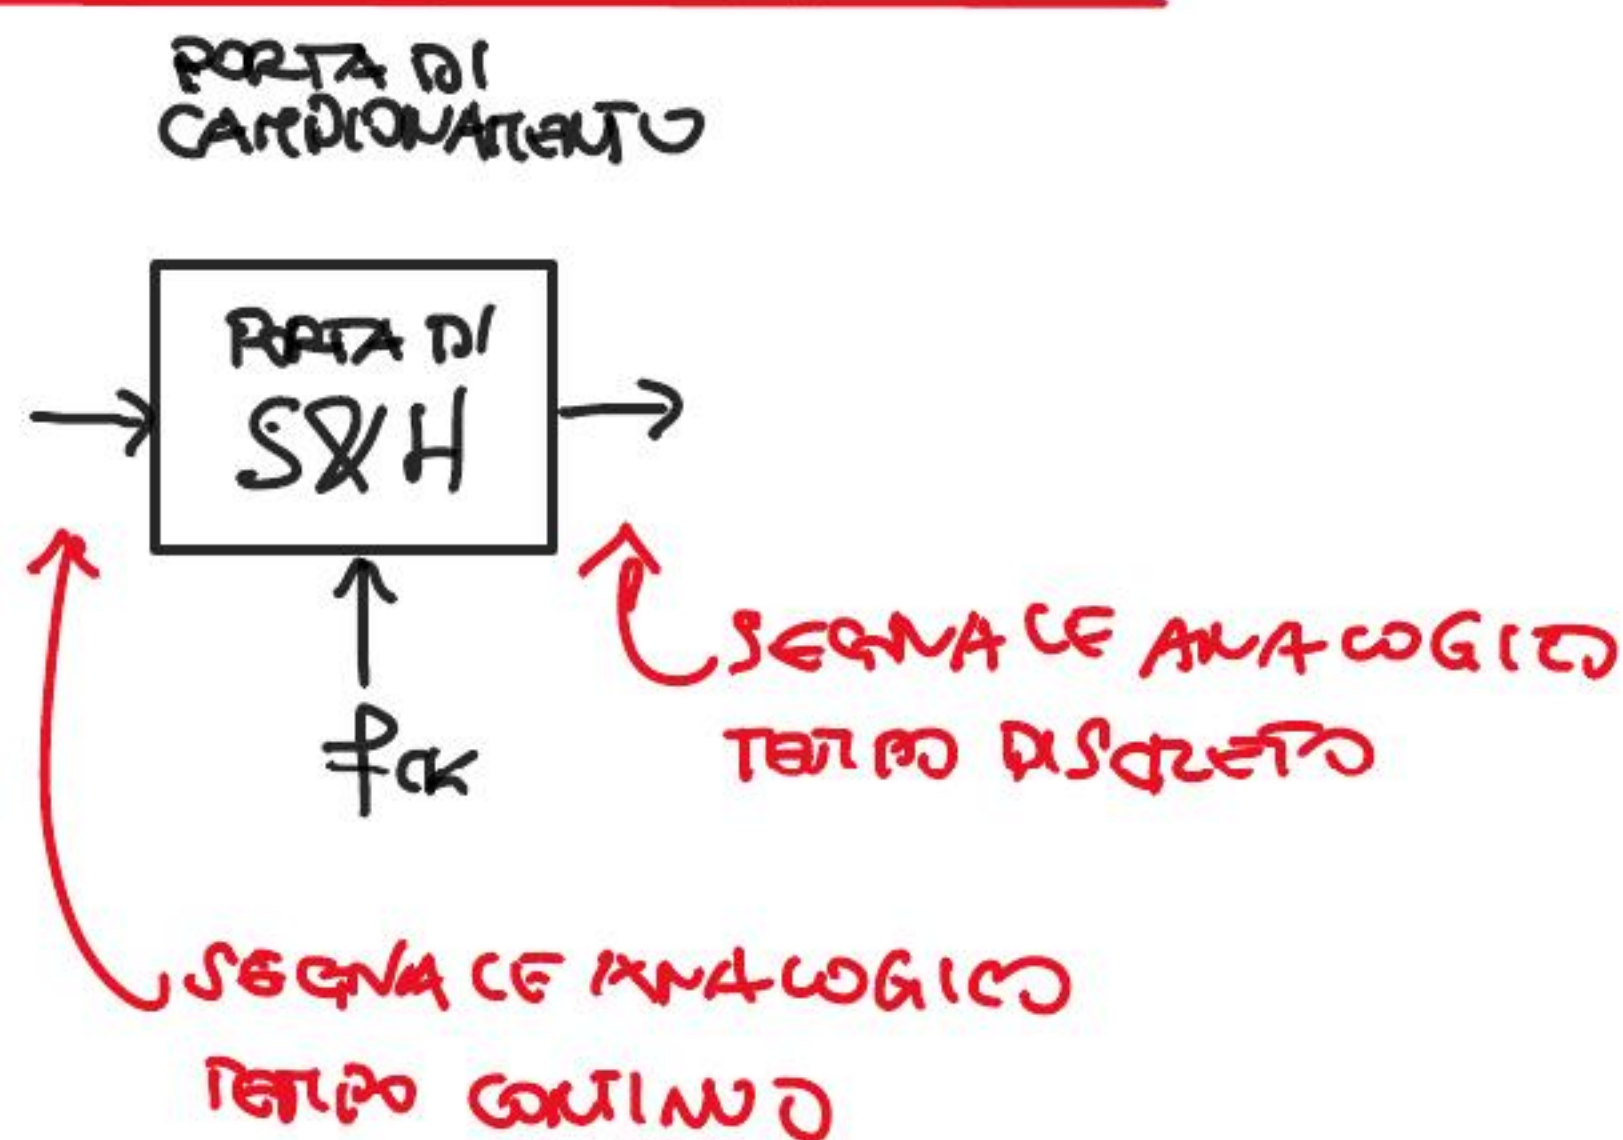 PORTA DI
CAMPIONAMENTO
PORTA DI
S&H
fck
SEGNALE ANALOGICO
TEMPO DISCRETO
SEGNALE ANALOGICO
TEMPO CONTINUO